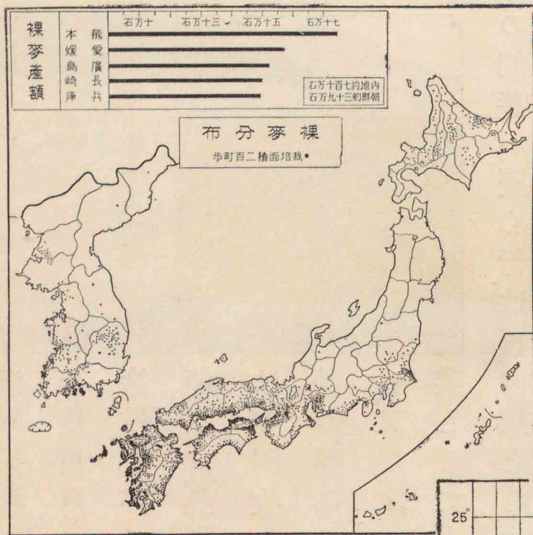 裸麥產額
十万石 三十万石 五十万石 七十万石
熊本
愛媛
廣島
長崎
兵庫
內地約七百十万石
朝鮮約三十九万石
裸麥分布
•栽培面積二百町步
25°